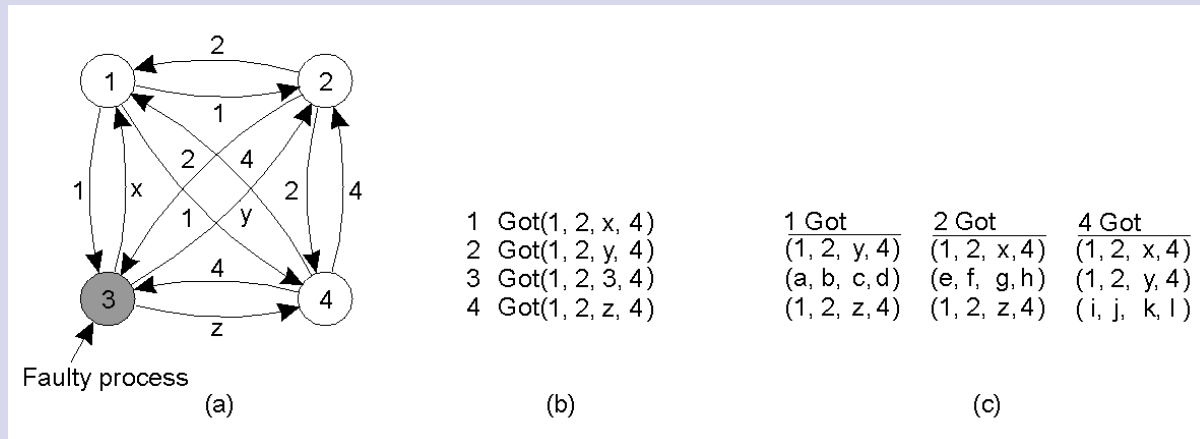 2
1
2
1
2
4
1
x
2
4
1
y
4
3
4
z
Faulty process
(a)
1 Got(1, 2, x, 4)
2 Got(1, 2, y, 4)
3 Got(1, 2, 3, 4)
4 Got(1, 2, z, 4)
(b)
1 Got 2 Got 4 Got
(1, 2, y, 4) (1, 2, x, 4) (1, 2, x, 4)
(a, b, c, d) (e, f, g, h) (1, 2, y, 4)
(1, 2, z, 4) (1, 2, z, 4) (i, j, k, l)
(c)